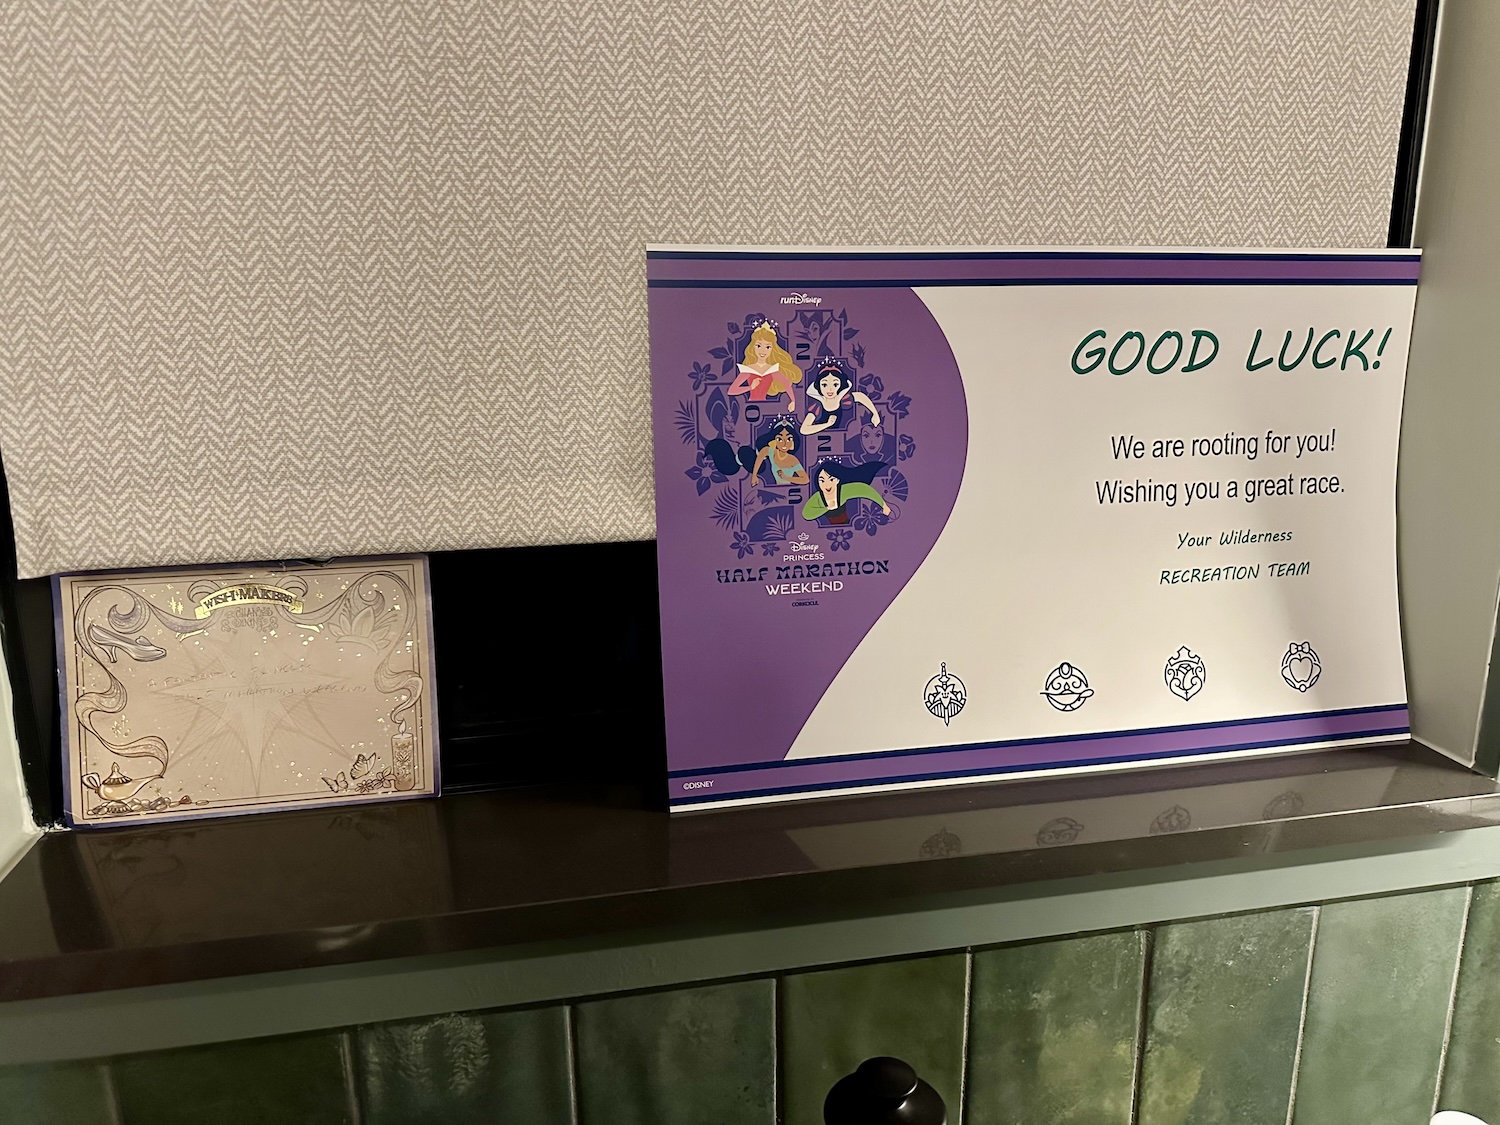 WISH MAKERS
runDisney
2
0
2
5
Disney
PRINCESS
HALF MARATHON
WEEKEND
CORKCICLE
GOOD LUCK!
We are rooting for you!
Wishing you a great race.
Your Wilderness
RECREATION TEAM
©DISNEY